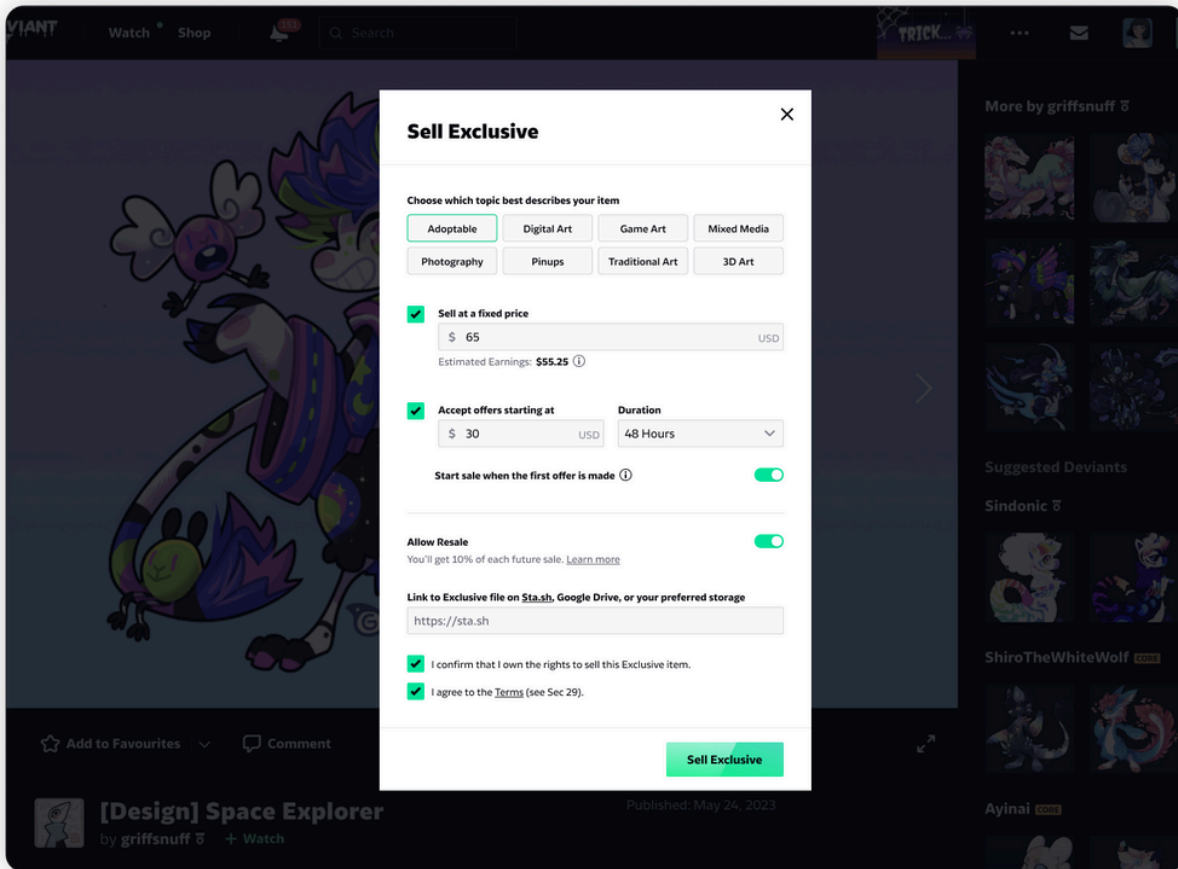 VIANT
Watch
Shop
151
Search
TRICK...
Sell Exclusive
Choose which topic best describes your item
Adoptable
Digital Art
Game Art
Mixed Media
Photography
Pinups
Traditional Art
3D Art
Sell at a fixed price
$ 65 USD
Estimated Earnings: $55.25
Accept offers starting at
Duration
$ 30 USD
48 Hours
Start sale when the first offer is made
Allow Resale
You'll get 10% of each future sale. Learn more
Link to Exclusive file on Sta.sh, Google Drive, or your preferred storage
https://sta.sh
I confirm that I own the rights to sell this Exclusive item.
I agree to the Terms (see Sec 29).
Sell Exclusive
Add to Favourites
Comment
[Design] Space Explorer
by griffsnuff
+ Watch
Published: May 24, 2023
More by griffsnuff
Suggested Deviants
Sindonic
ShiroTheWhiteWolf CORE
Ayinai CORE